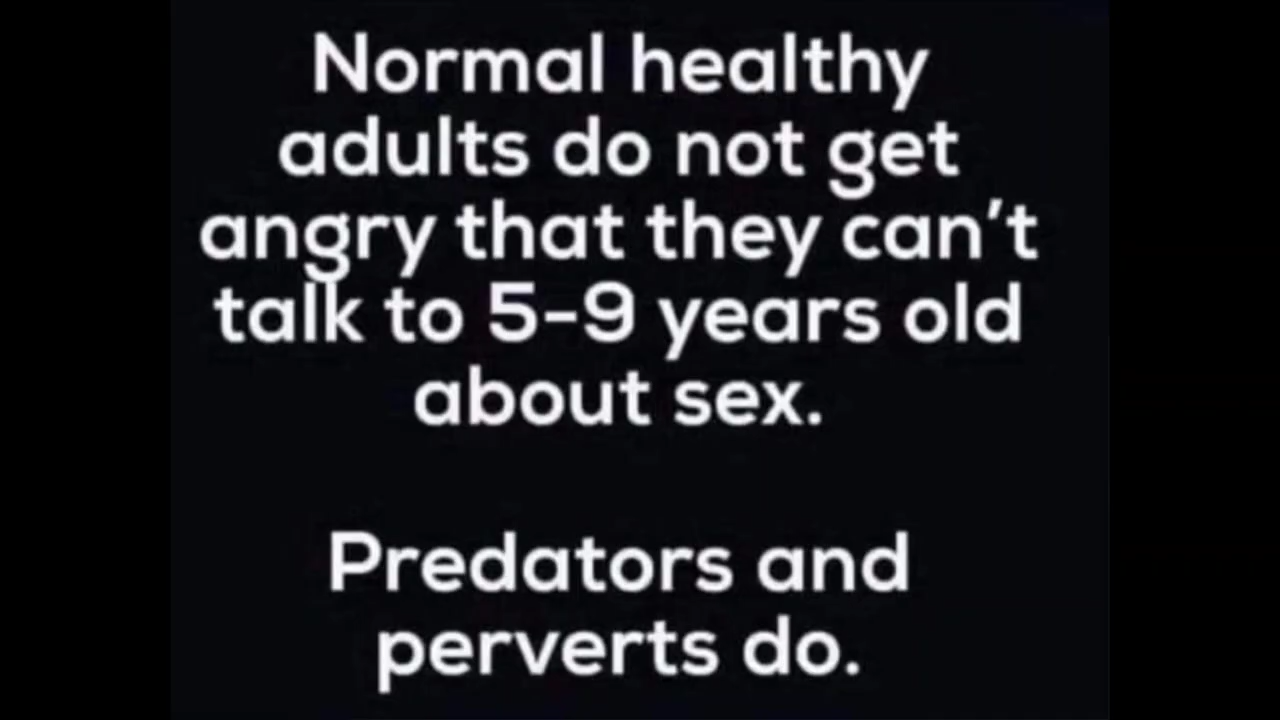 Normal healthy
adults do not get
angry that they can't
talk to 5-9 years old
about sex.
Predators and
perverts do.